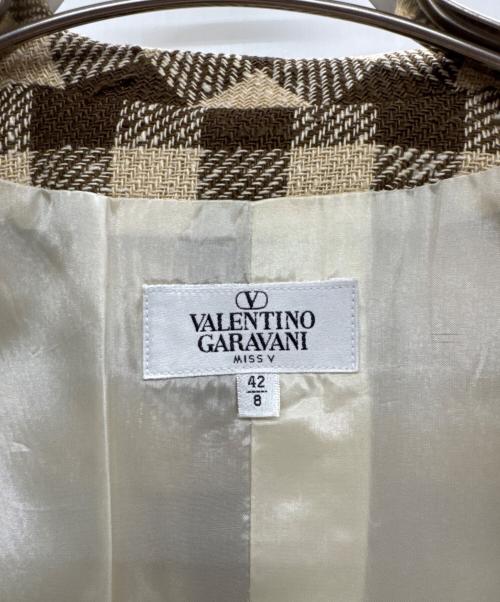 V
VALENTINO
GARAVANI
MISS V
42
8